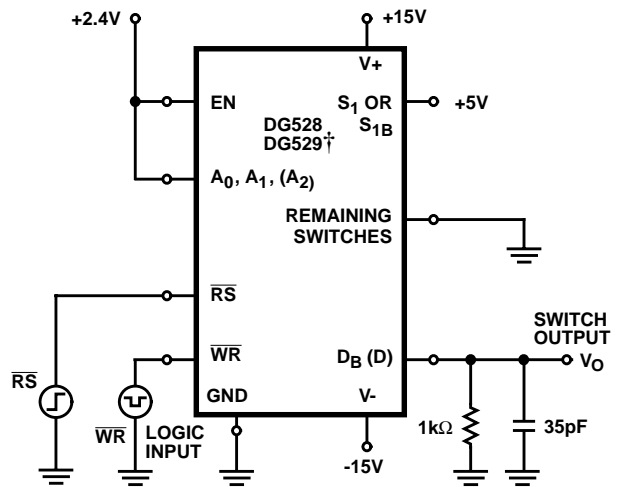 +2.4V
+15V
V+
EN
S1 OR
S1B
+5V
DG528
DG529†
A0, A1, (A2)
REMAINING
SWITCHES
RS
WR
DB (D)
SWITCH
OUTPUT
VO
RS
GND
V-
WR
LOGIC
INPUT
-15V
1kΩ
35pF